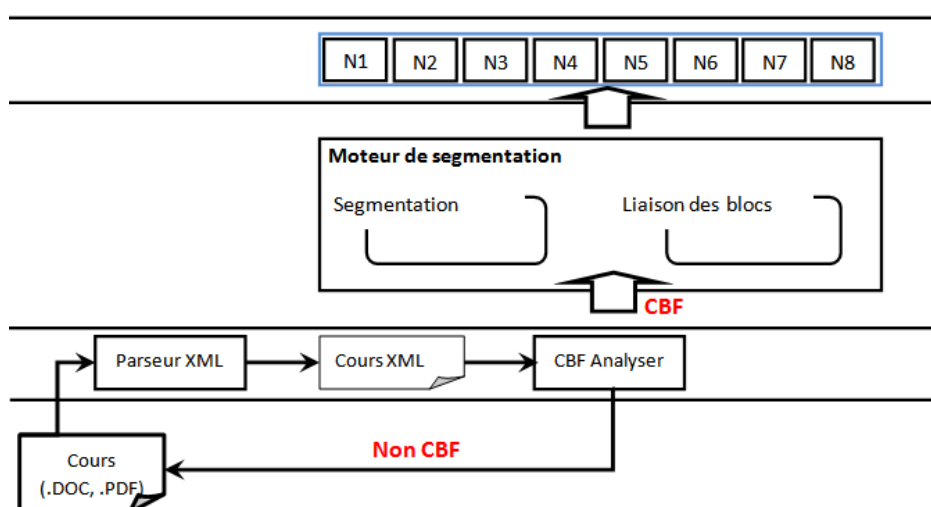 N1 N2 N3 N4 N5 N6 N7 N8
Moteur de segmentation
Segmentation Liaison des blocs
CBF
Parseur XML Cours XML CBF Analyser
Non CBF
Cours
(.DOC, .PDF)